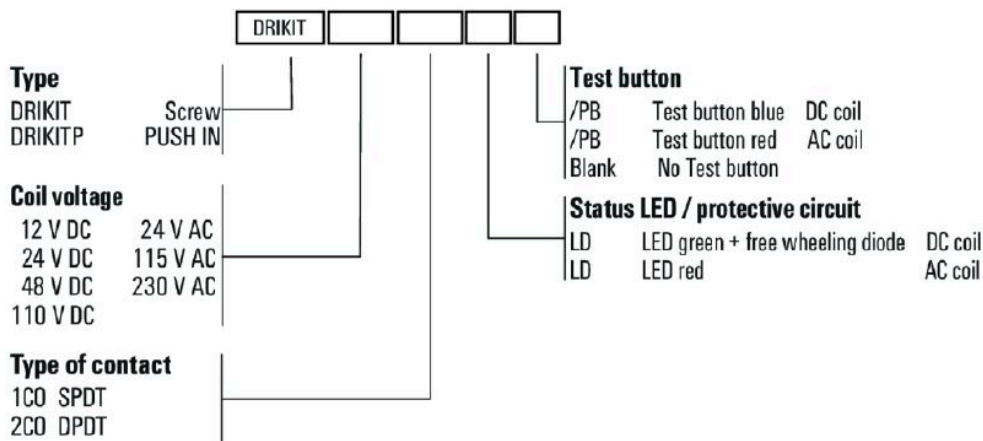 DRIKIT
Type
DRIKIT Screw
DRIKITP PUSH IN
Coil voltage
12 V DC 24 V AC
24 V DC 115 V AC
48 V DC 230 V AC
110 V DC
Type of contact
1CO SPDT
2CO DPDT
Test button
/PB Test button blue DC coil
/PB Test button red AC coil
Blank No Test button
Status LED / protective circuit
LD LED green + free wheeling diode DC coil
LD LED red AC coil